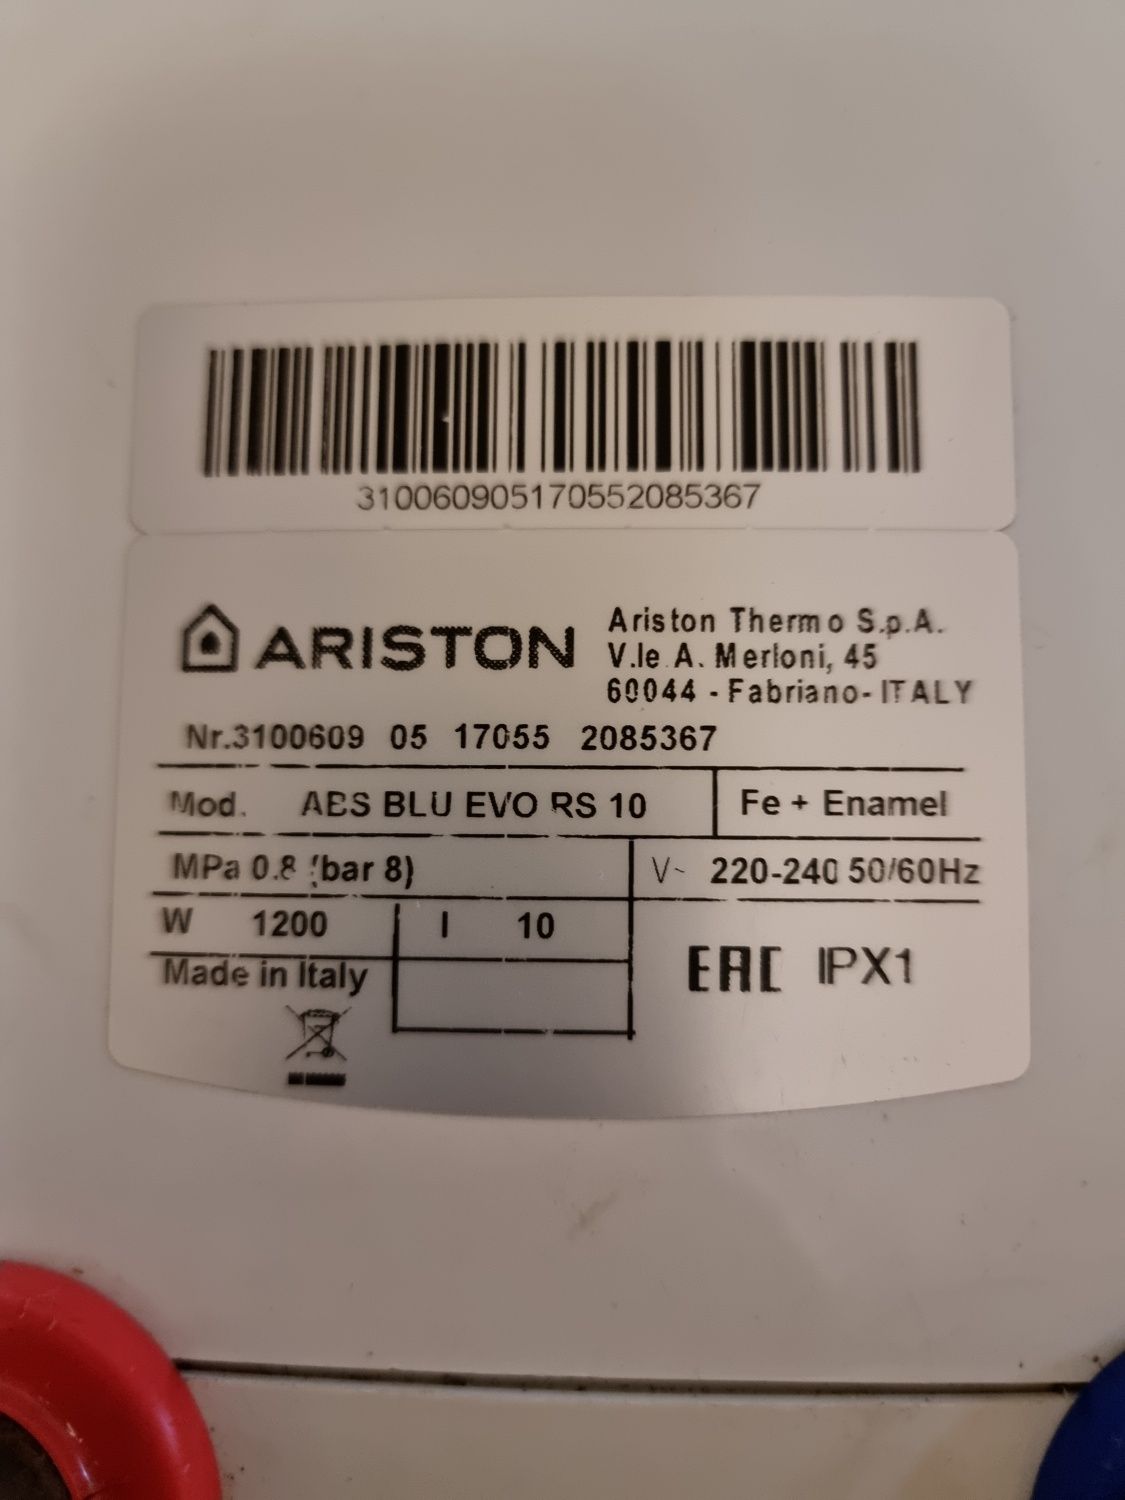 310060905170552085367
ARISTON
Ariston Thermo S.p.A.
V.le A. Merloni, 45
60044 - Fabriano- ITALY
Nr.3100609 05 17055 2085367
Mod. ABS BLU EVO RS 10
Fe + Enamel
MPa 0.8 (bar 8)
V~ 220-240 50/60Hz
W 1200
l 10
Made in Italy
EAC IPX1